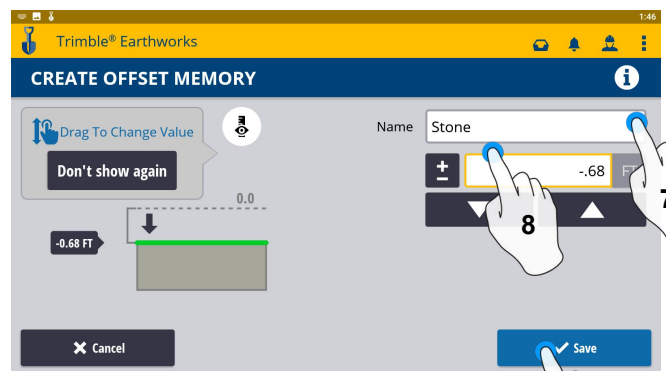 1:46
Trimble® Earthworks
CREATE OFFSET MEMORY
Drag To Change Value
Don't show again
Name Stone
-.68 FT
7
8
0.0
-0.68 FT
Cancel
Save